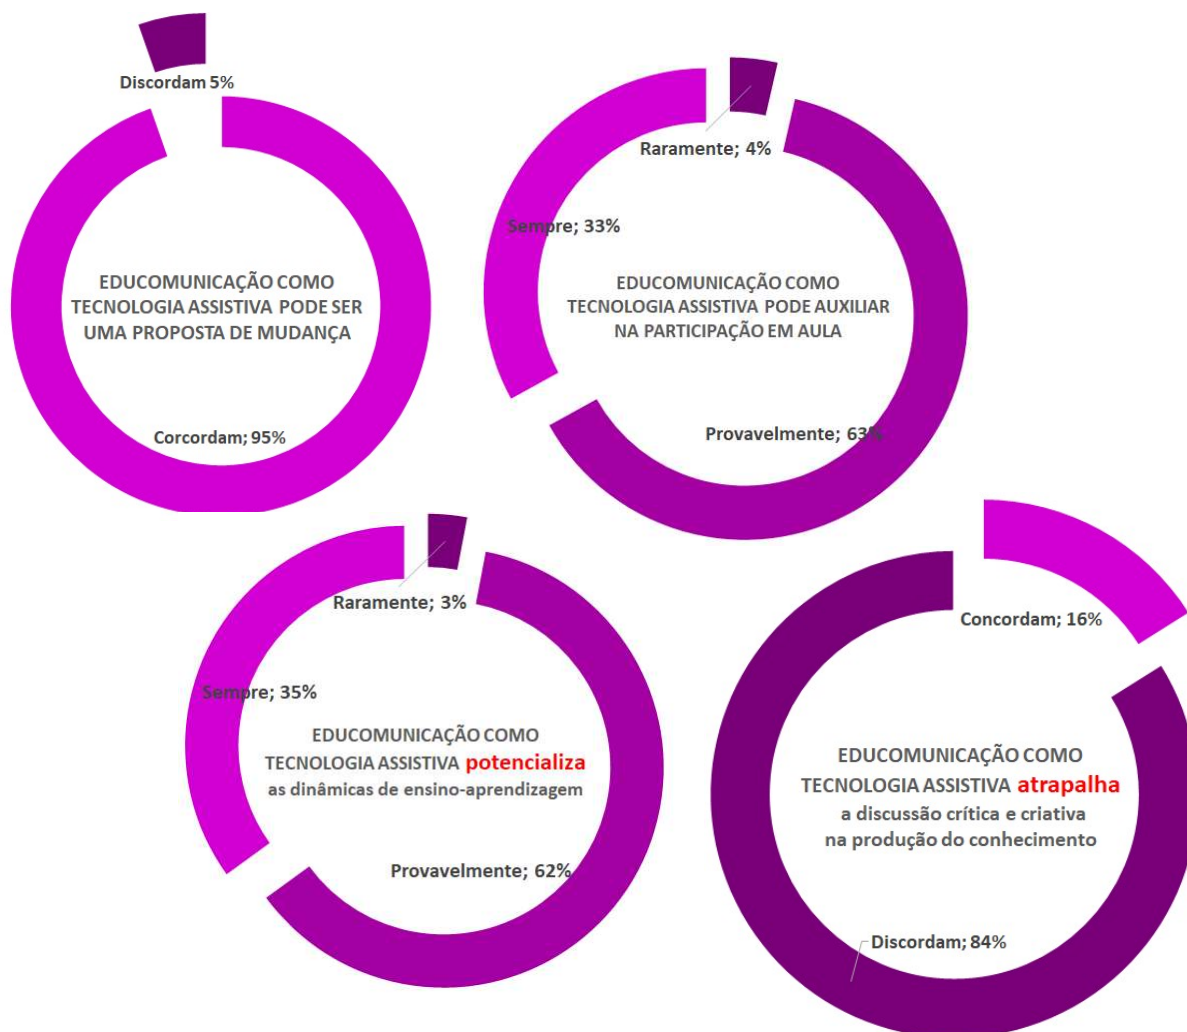 Discordam 5%
EDUCOMUNICAÇÃO COMO
TECNOLOGIA ASSISTIVA PODE SER
UMA PROPOSTA DE MUDANÇA
Corcordam; 95%
Raramente; 4%
Sempre; 33%
EDUCOMUNICAÇÃO COMO
TECNOLOGIA ASSISTIVA PODE AUXILIAR
NA PARTICIPAÇÃO EM AULA
Provavelmente; 63%
Raramente; 3%
Sempre; 35%
EDUCOMUNICAÇÃO COMO
TECNOLOGIA ASSISTIVA potencializa
as dinâmicas de ensino-aprendizagem
Provavelmente; 62%
Concordam; 16%
EDUCOMUNICAÇÃO COMO
TECNOLOGIA ASSISTIVA atrapalha
a discussão crítica e criativa
na produção do conhecimento
Discordam; 84%